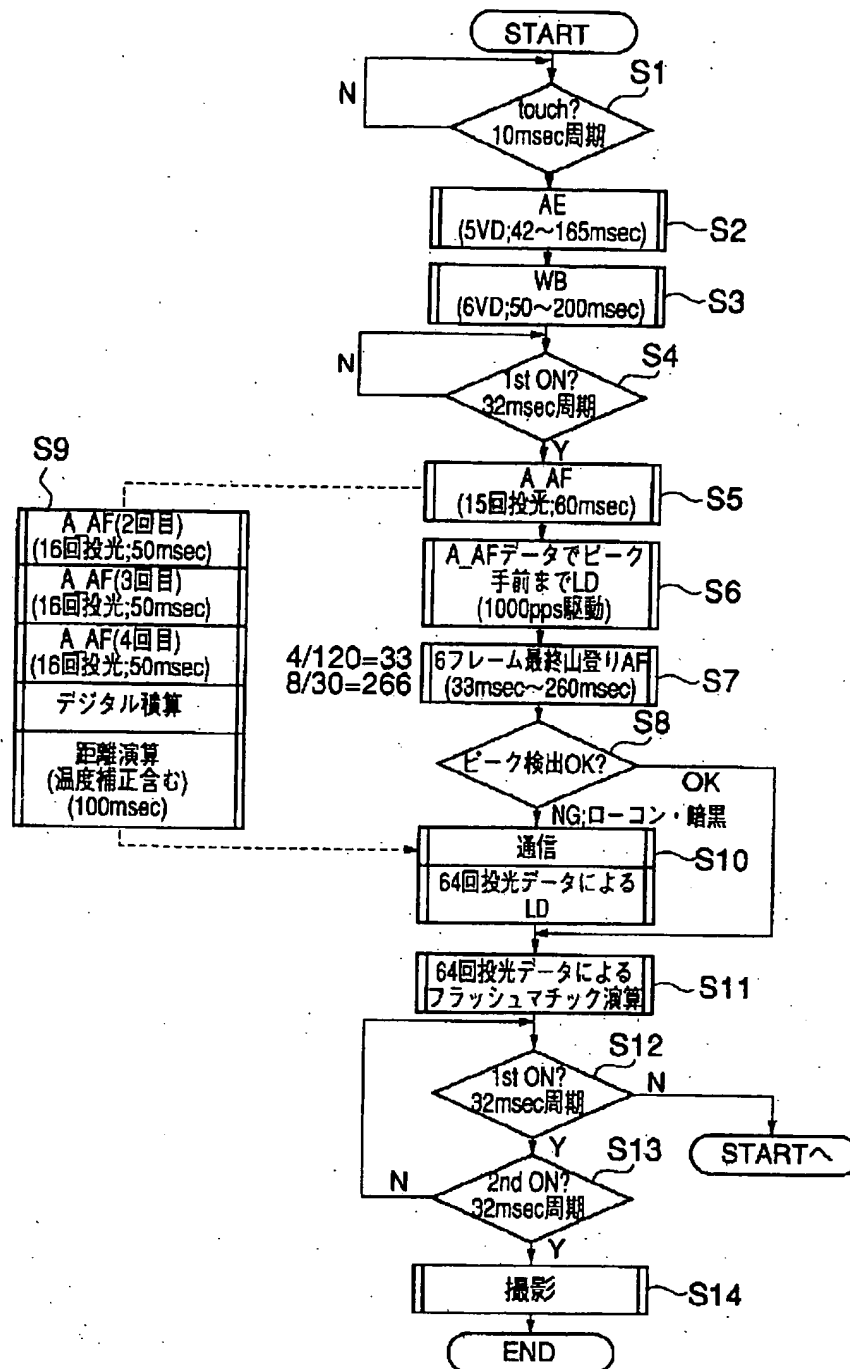 START
S1
N
touch?
10msec周期
AE
(5VD;42～165msec)
S2
WB
(6VD;50～200msec)
S3
N
S4
1st ON?
32msec周期
Y
S9
A_AF(2回目)
(16回投光;50msec)
A_AF(3回目)
(16回投光;50msec)
A_AF(4回目)
(16回投光;50msec)
デジタル積算
距離演算
(温度補正含む)
(100msec)
A_AF
(15回投光;60msec)
S5
A_AFデータでピーク
手前までLD
(1000pps駆動)
S6
4/120=33
8/30=266
6フレーム最終山登りAF
(33msec～260msec)
S7
S8
ピーク検出OK?
OK
NG;ローコン・暗黒
通信
64回投光データによる
LD
S10
64回投光データによる
フラッシュマチック演算
S11
S12
1st ON?
32msec周期
N
Y
STARTへ
S13
N
2nd ON?
32msec周期
Y
撮影
S14
END